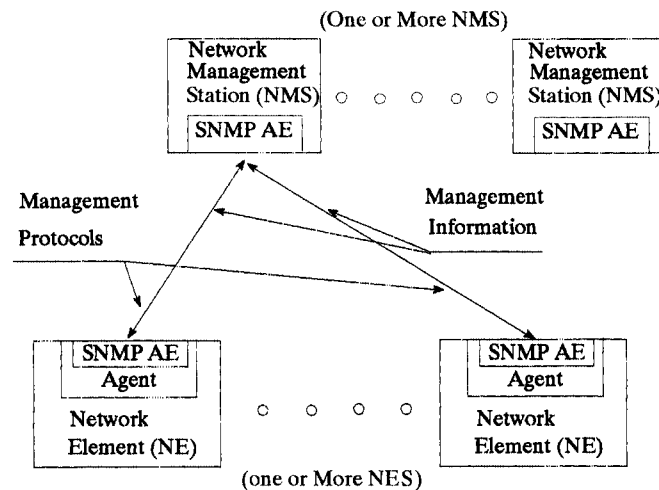 (One or More NMS)
Network
Management
Station (NMS)
SNMP AE
Network
Management
Station (NMS)
SNMP AE
Management
Protocols
Management
Information
SNMP AE
Agent
Network
Element (NE)
SNMP AE
Agent
Network
Element (NE)
(one or More NES)